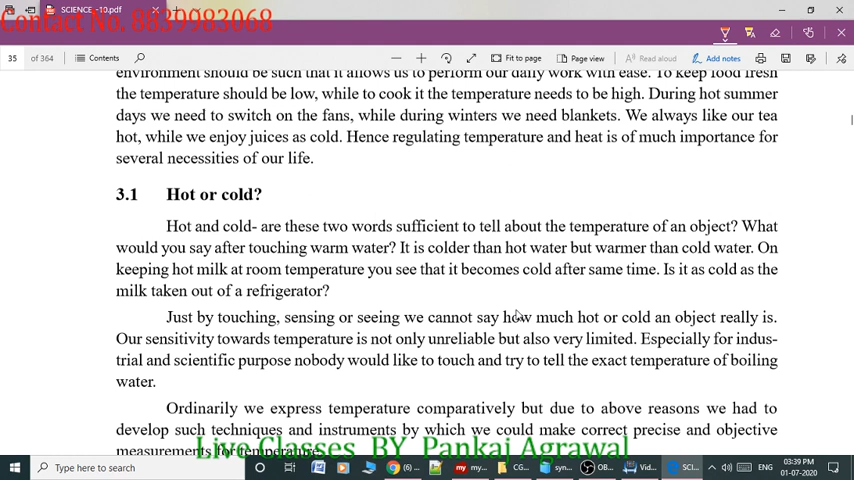 SCIENCE -10.pdf
Contact No. 8839983068
35 of 364 Contents Fit to page Page view Read aloud Add notes
environment should be such that it allows us to perform our daily work with ease. To keep food fresh
the temperature should be low, while to cook it the temperature needs to be high. During hot summer
days we need to switch on the fans, while during winters we need blankets. We always like our tea
hot, while we enjoy juices as cold. Hence regulating temperature and heat is of much importance for
several necessities of our life.
3.1 Hot or cold?
Hot and cold- are these two words sufficient to tell about the temperature of an object? What
would you say after touching warm water? It is colder than hot water but warmer than cold water. On
keeping hot milk at room temperature you see that it becomes cold after same time. Is it as cold as the
milk taken out of a refrigerator?
Just by touching, sensing or seeing we cannot say how much hot or cold an object really is.
Our sensitivity towards temperature is not only unreliable but also very limited. Especially for indus-
trial and scientific purpose nobody would like to touch and try to tell the exact temperature of boiling
water.
Ordinarily we express temperature comparatively but due to above reasons we had to
develop such techniques and instruments by which we could make correct precise and objective
measurements for temperature.
Live Classes BY Pankaj Agrawal
Type here to search (6) ... my... CG... syn... OB... Vid... SCI... ENG 03:39 PM
01-07-2020